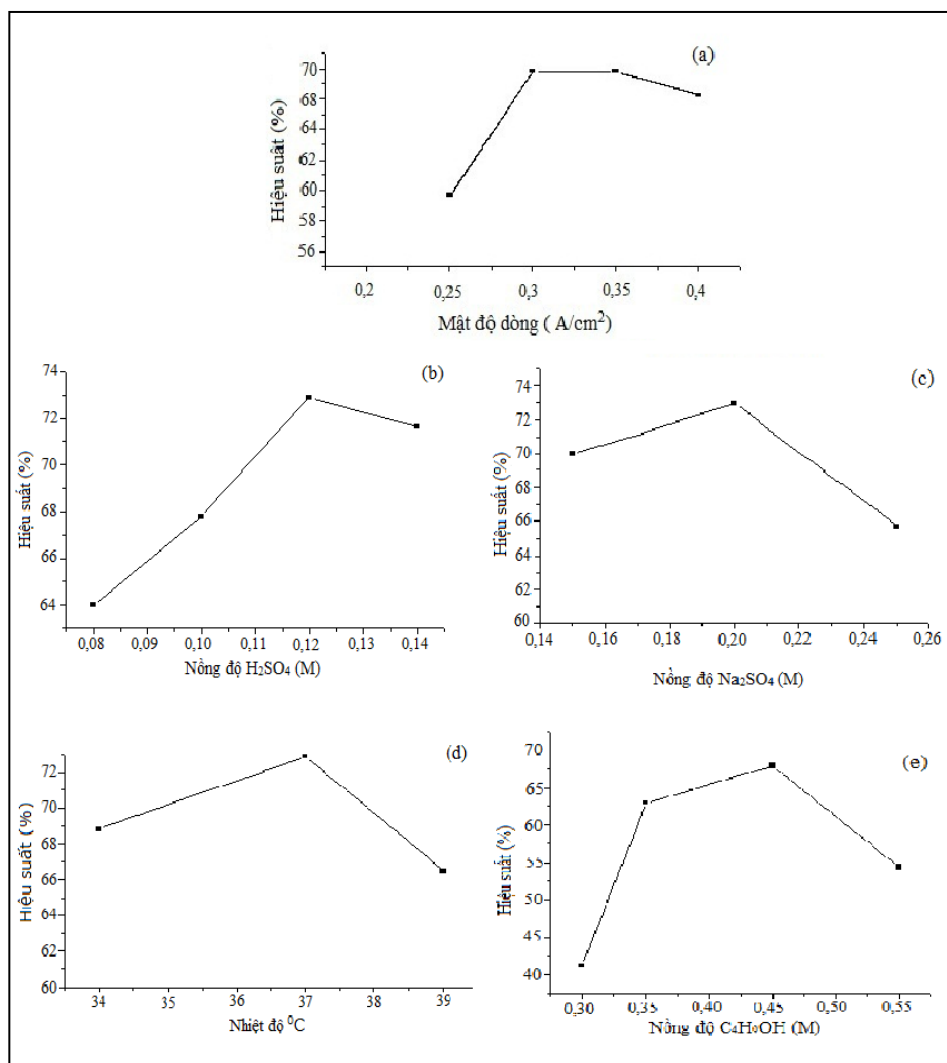 (a)
Hiệu suất (%)
70
68
64
62
60
58
56
0,2 0,25 0,3 0,35 0,4
Mật độ dòng ( A/cm²)
(b)
Hiệu suất (%)
74
72
70
68
66
64
0,08 0,09 0,10 0,11 0,12 0,13 0,14
Nồng độ H₂SO₄ (M)
(c)
Hiệu suất (%)
74
72
70
68
66
64
62
60
0,14 0,16 0,18 0,20 0,22 0,24 0,26
Nồng độ Na₂SO₄ (M)
(d)
Hiệu suất (%)
72
70
68
66
64
62
60
34 35 36 37 38 39
Nhiệt độ ⁰C
(e)
Hiệu suất (%)
70
65
60
55
50
45
40
0,30 0,35 0,40 0,45 0,50 0,55
Nồng độ C₄H₉OH (M)